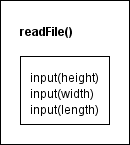 readFile()
input(height)
input(width)
input(length)